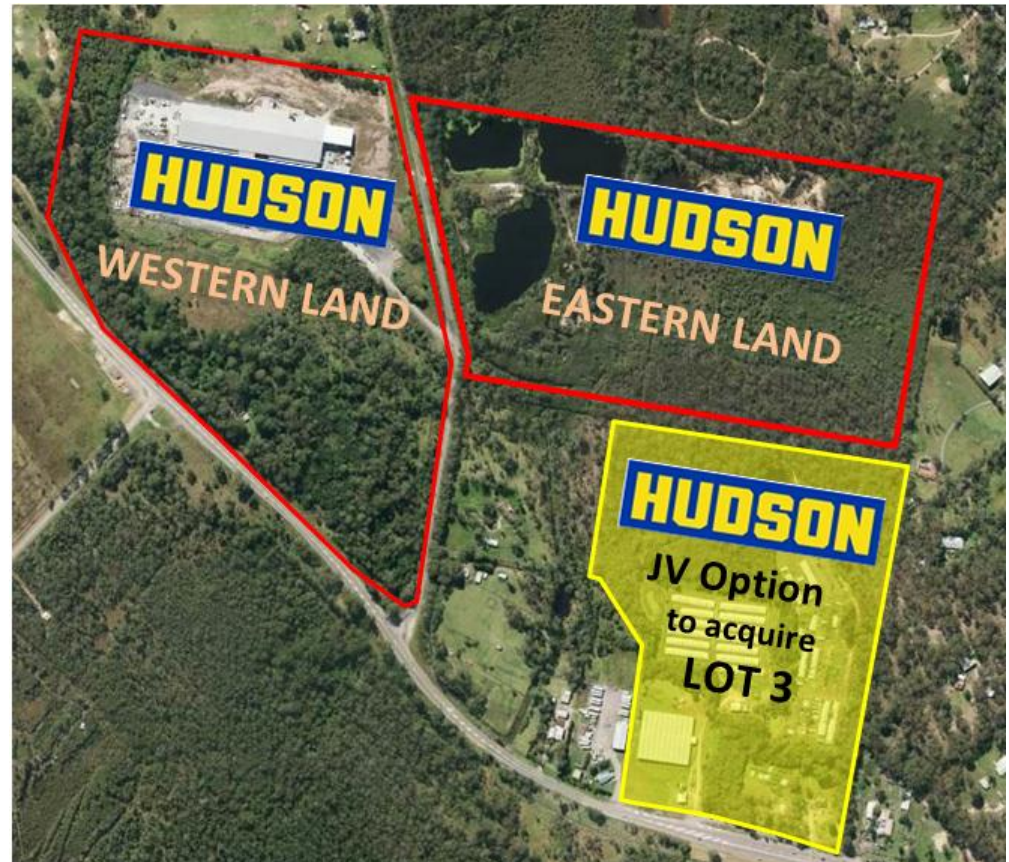 HUDSON
WESTERN LAND
HUDSON
EASTERN LAND
HUDSON
JV Option
to acquire
LOT 3